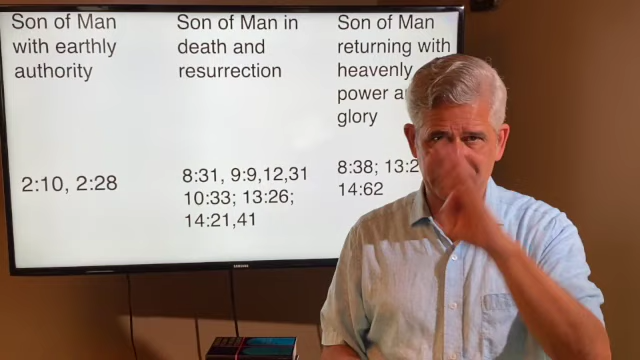 Son of Man
with earthly
authority
Son of Man in
death and
resurrection
Son of Man
returning with
heavenly
power
glory
2:10, 2:28
8:31, 9:9,12,31
10:33; 13:26;
14:21,41
8:38;
14:62
SAMSUNG